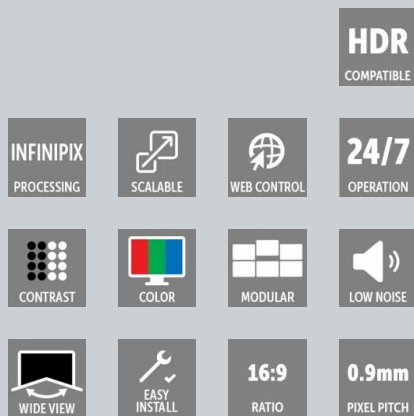 HDR
COMPATIBLE
INFINIPIX
PROCESSING
SCALABLE
WEB CONTROL
24/7
OPERATION
CONTRAST
COLOR
MODULAR
LOW NOISE
WIDE VIEW
EASY
INSTALL
16:9
RATIO
0.9mm
PIXEL PITCH